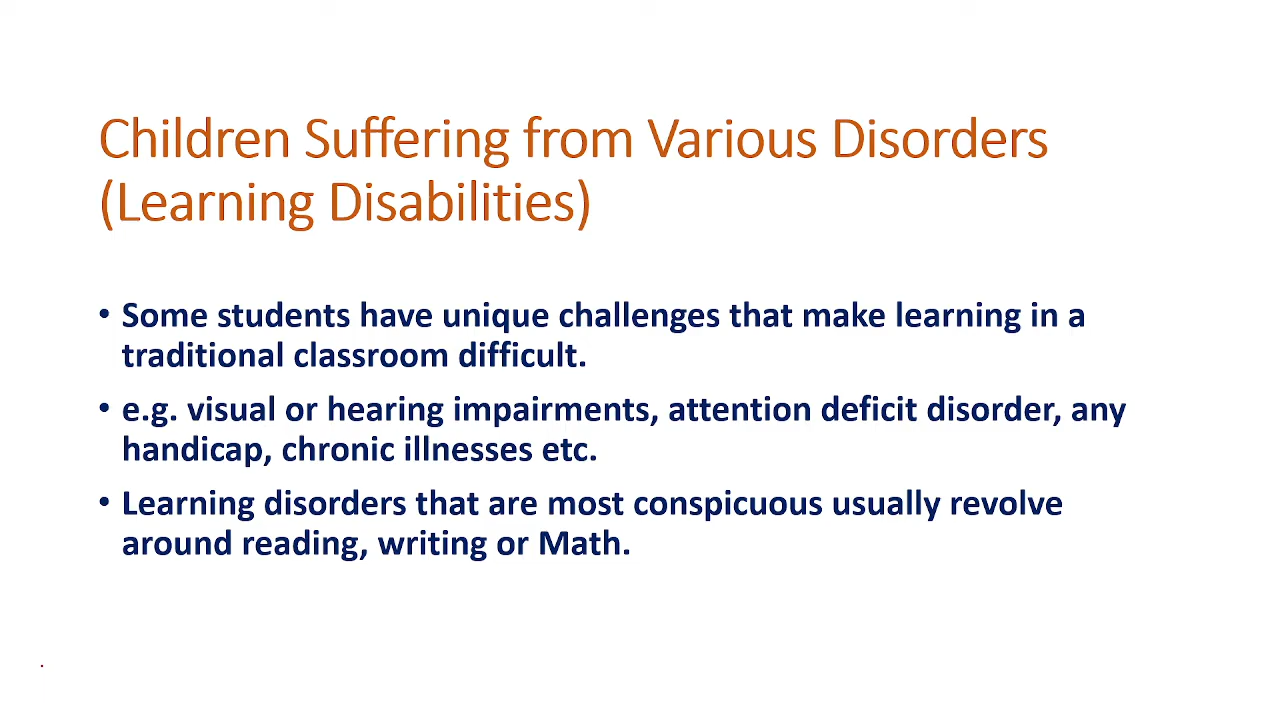 Children Suffering from Various Disorders
(Learning Disabilities)
• Some students have unique challenges that make learning in a
traditional classroom difficult.
• e.g. visual or hearing impairments, attention deficit disorder, any
handicap, chronic illnesses etc.
• Learning disorders that are most conspicuous usually revolve
around reading, writing or Math.